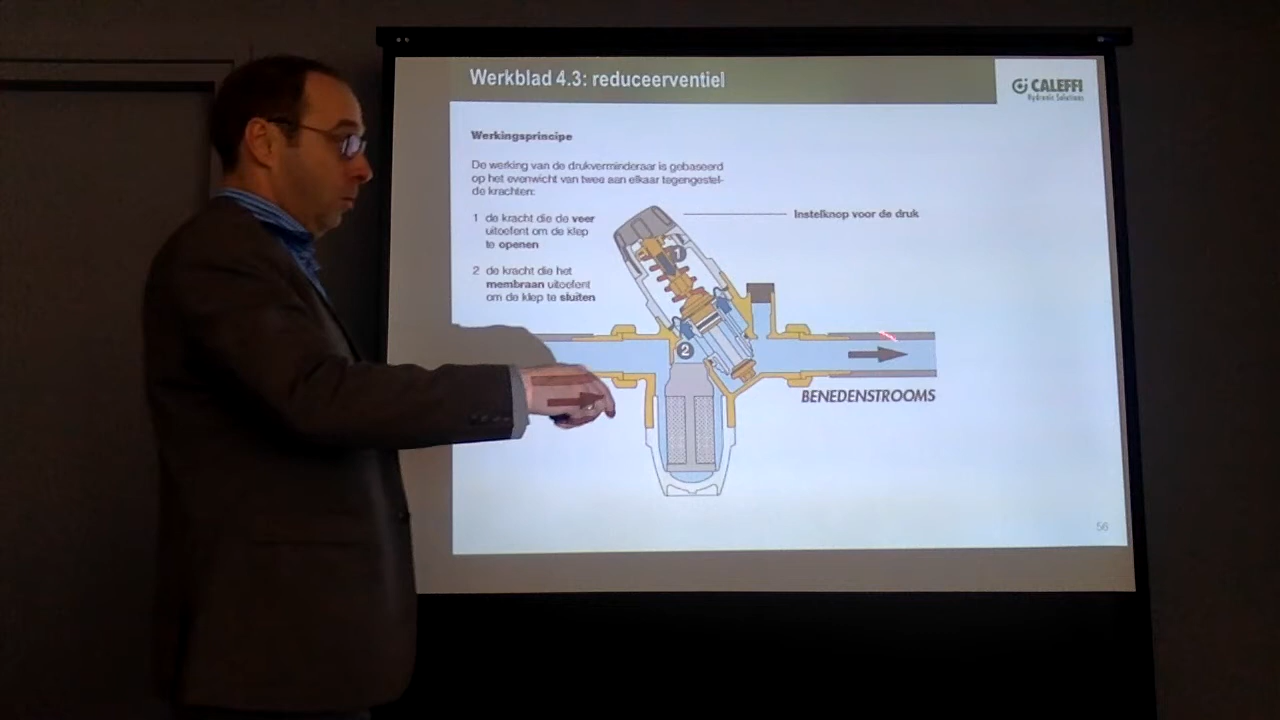 Werkblad 4.3: reduceerventiel
CALEFFI
Hydronic Solutions
Werkingsprincipe
De werking van de drukverminderaar is gebaseerd
op het evenwicht van twee aan elkaar tegengestel-
de krachten:
1 de kracht die de veer
uitoefent om de klep
te openen
Instelknop voor de druk
2 de kracht die het
membraan uitoefent
om de klep te sluiten
1
2
BENEDENSTROOMS
56